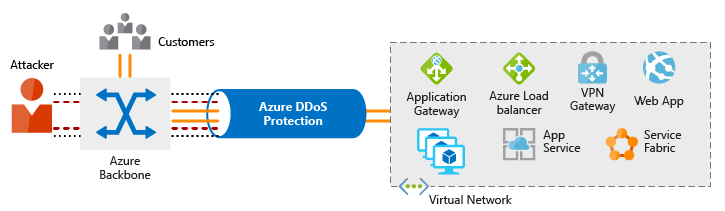 Customers
Attacker
Azure
Backbone
Azure DDoS
Protection
Application
Gateway
Azure Load
balancer
VPN
Gateway
Web App
App
Service
Service
Fabric
Virtual Network